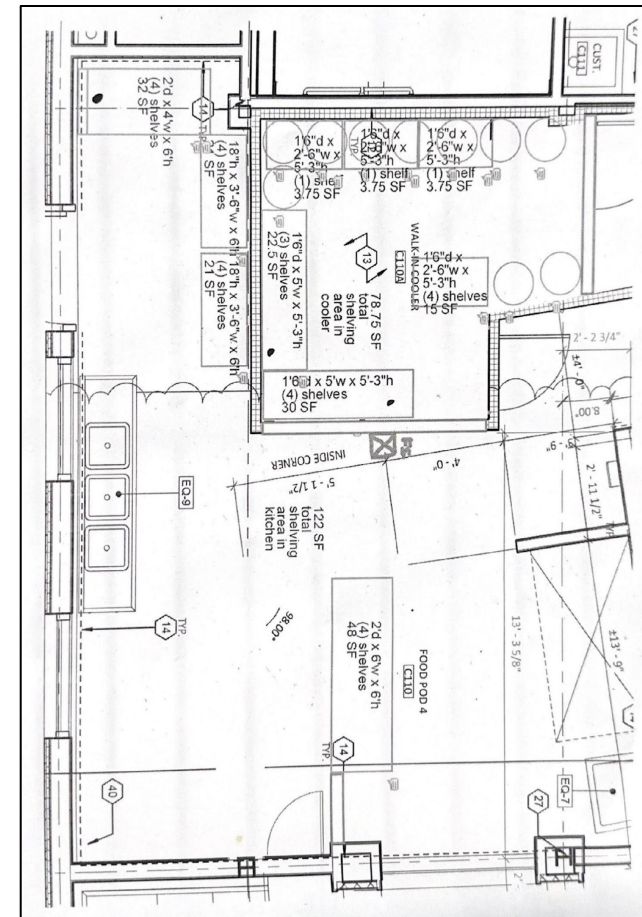 CUST.
C111
2'd x 4'w x 6'h
(4) shelves
32 SF
14
TYP.
18"h x 3'-6"w x 6'h
(4) shelves
18"h x 3'-6"w x 6'h
(4) shelves
21 SF
1'6"d x
2'-6"w x
5'-3"h
(1) shelf
3.75 SF
1'6"d x
2'-6"w x
5'-3"h
(1) shelf
3.75 SF
1'6"d x
2'-6"w x
5'-3"h
(1) shelf
3.75 SF
TYP.
1'6"d x 5'w x 5'-3"h
(3) shelves
22.5 SF
13
WALK-IN-COOLER
C110A
1'6"d x
2'-6"w x
5'-3"h
(4) shelves
15 SF
78.75 SF
total
shelving
area in
cooler
1'6"d x 5'w x 5'-3"h
(4) shelves
30 SF
2' - 2 3/4"
±4' - 0"
8.00"
3' - 9"
2' - 11 1/2"
TYP.
FS
INSIDE CORNER
5' - 1 1/2"
4' - 0"
EQ-9
122 SF
total
shelving
area in
kitchen
98.00°
14
TYP.
2'd x 6'w x 6'h
(4) shelves
48 SF
FOOD POD 4
C110
13' - 3 5/8"
±13' - 9"
14
TYP.
EQ-7
27
40
2'-